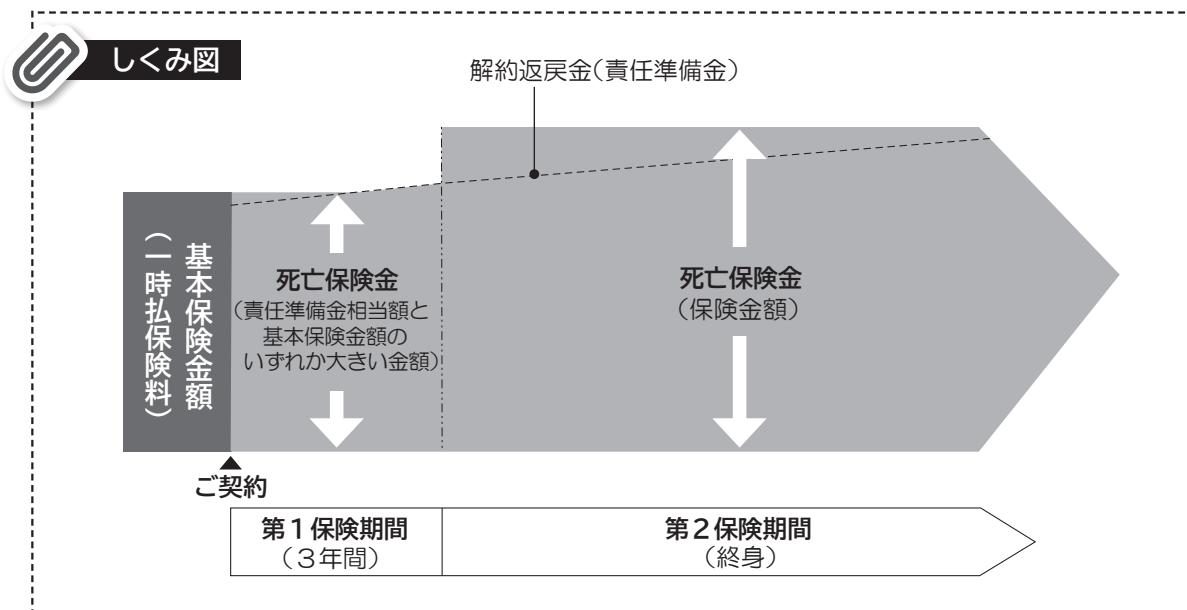 しくみ図
解約返戻金(責任準備金)
基本保険金額
(一時払保険料)
死亡保険金
(責任準備金相当額と
基本保険金額の
いずれか大きい金額)
死亡保険金
(保険金額)
ご契約
第1保険期間
(3年間)
第2保険期間
(終身)